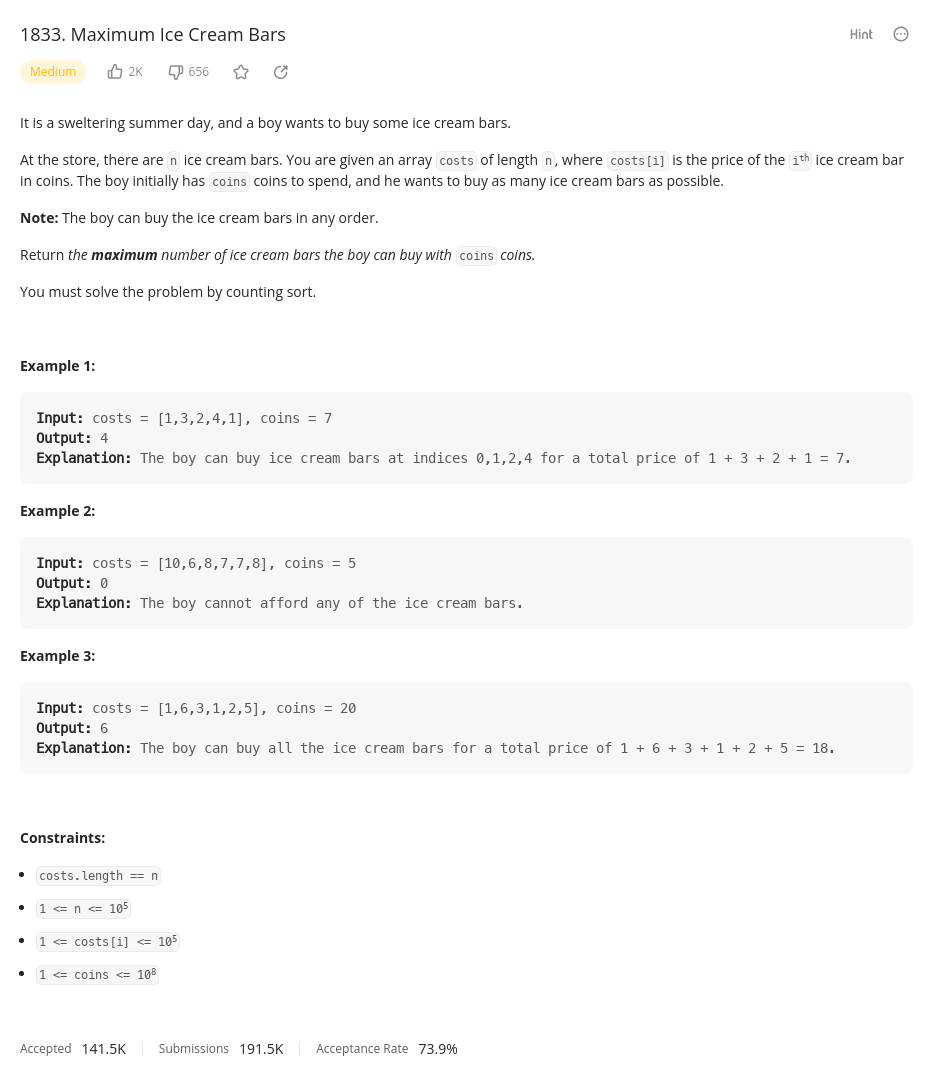 1833. Maximum Ice Cream Bars
Hint
Medium 2K 656
It is a sweltering summer day, and a boy wants to buy some ice cream bars.
At the store, there are n ice cream bars. You are given an array costs of length n, where costs[i] is the price of the iᵗʰ ice cream bar
in coins. The boy initially has coins coins to spend, and he wants to buy as many ice cream bars as possible.
Note: The boy can buy the ice cream bars in any order.
Return the maximum number of ice cream bars the boy can buy with coins coins.
You must solve the problem by counting sort.
Example 1:
Input: costs = [1,3,2,4,1], coins = 7
Output: 4
Explanation: The boy can buy ice cream bars at indices 0,1,2,4 for a total price of 1 + 3 + 2 + 1 = 7.
Example 2:
Input: costs = [10,6,8,7,7,8], coins = 5
Output: 0
Explanation: The boy cannot afford any of the ice cream bars.
Example 3:
Input: costs = [1,6,3,1,2,5], coins = 20
Output: 6
Explanation: The boy can buy all the ice cream bars for a total price of 1 + 6 + 3 + 1 + 2 + 5 = 18.
Constraints:
• costs.length == n
• 1 <= n <= 10⁵
• 1 <= costs[i] <= 10⁵
• 1 <= coins <= 10⁸
Accepted 141.5K Submissions 191.5K Acceptance Rate 73.9%